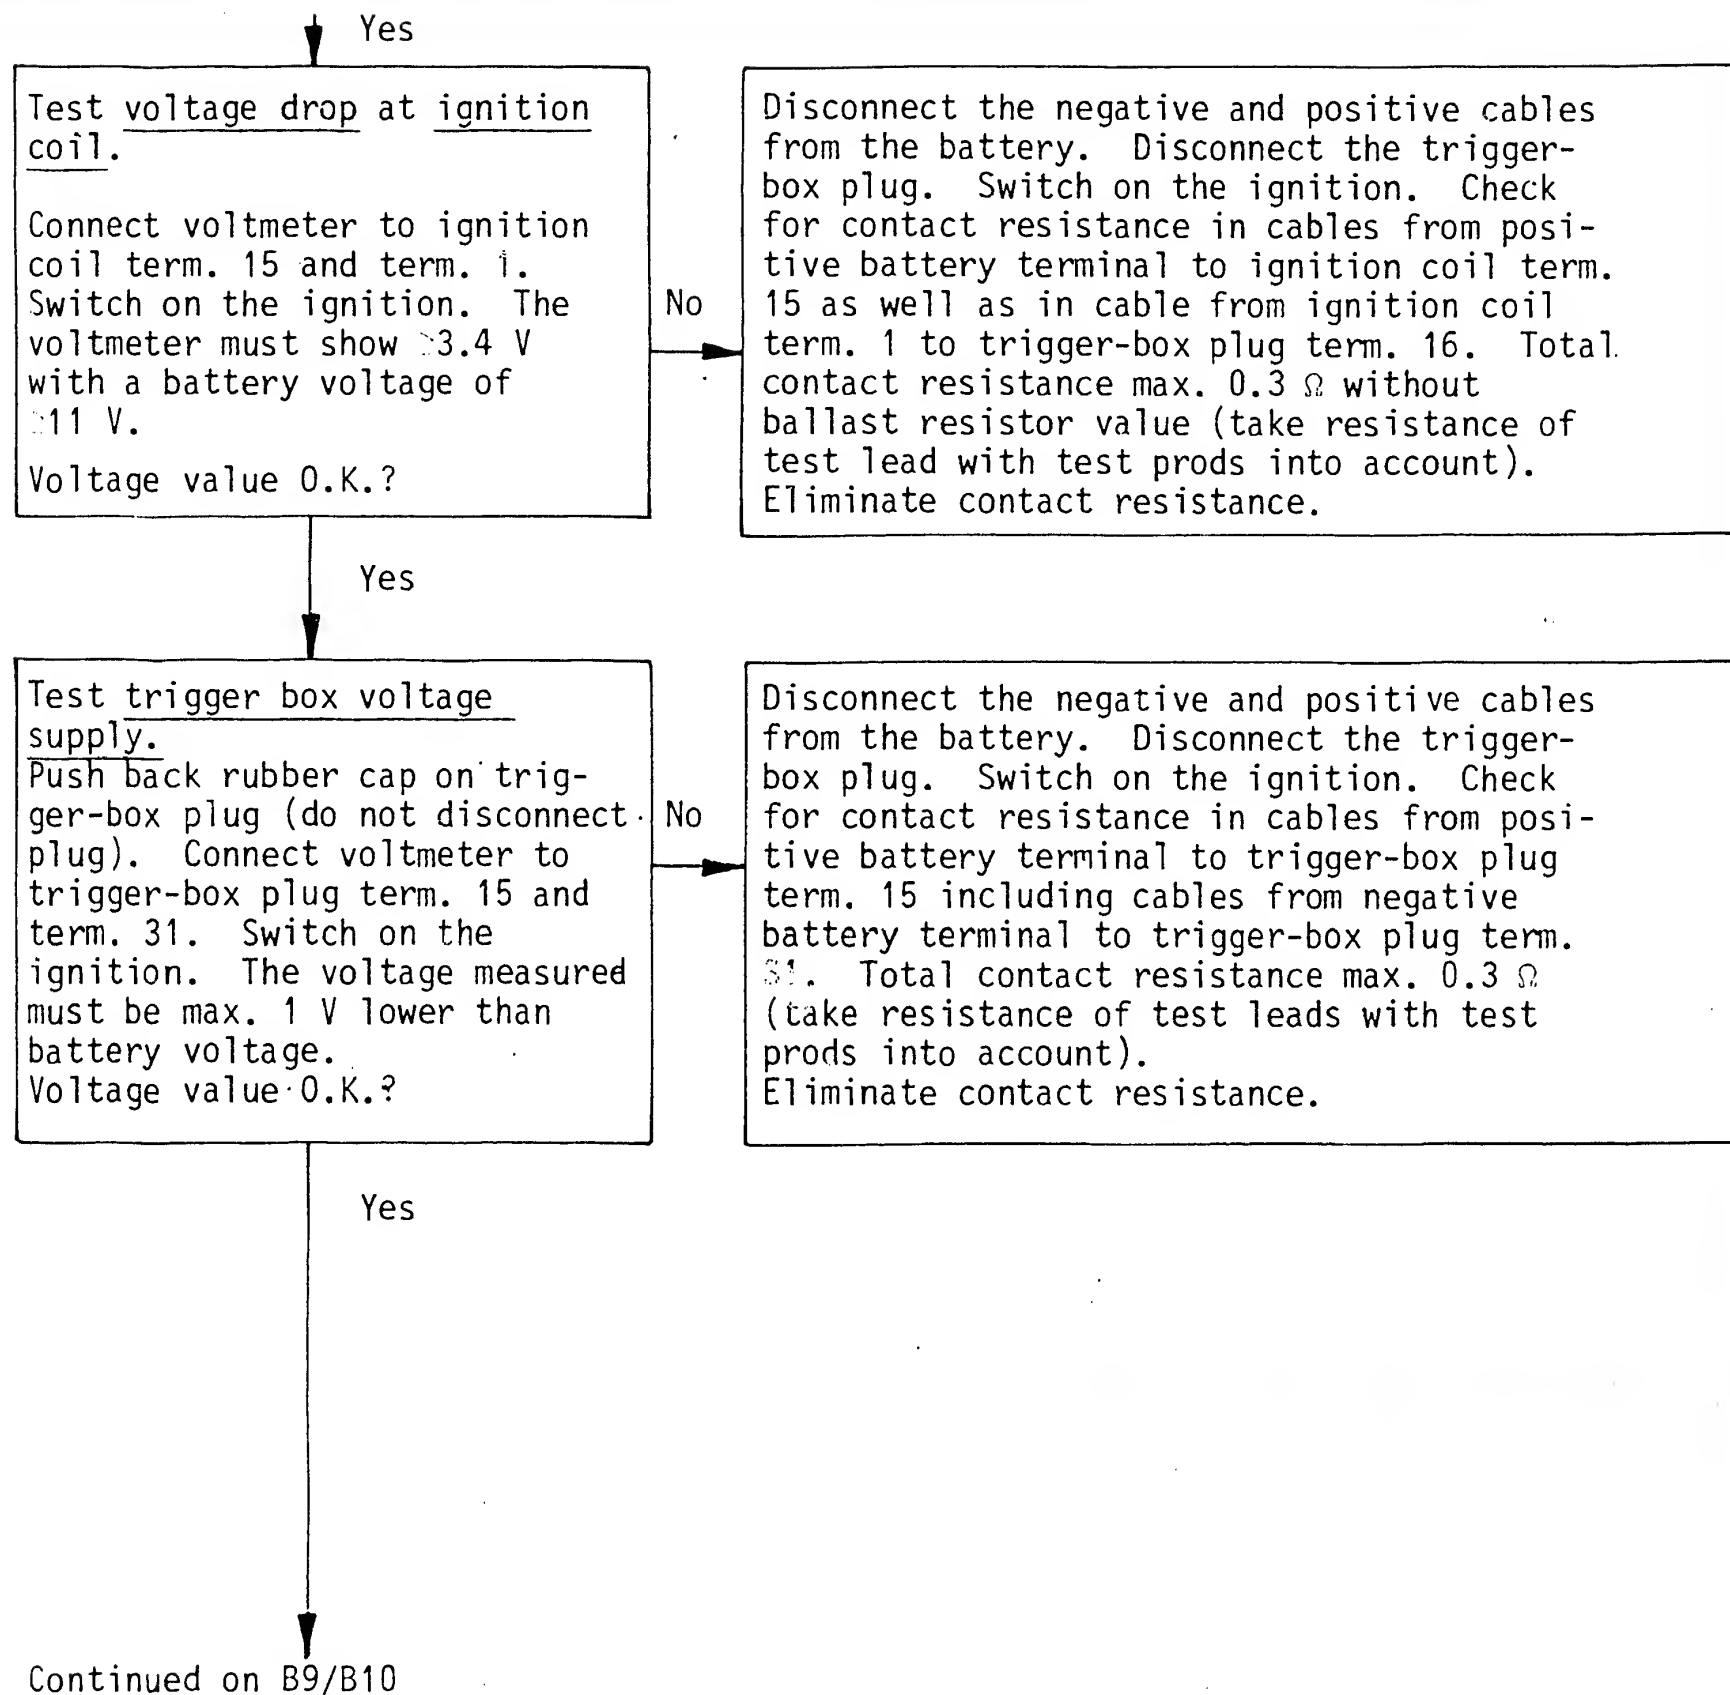 Yes
Test voltage drop at ignition
coil.
Connect voltmeter to ignition
coil term. 15 and term. 1.
Switch on the ignition. The
voltmeter must show 3.4 V
with a battery voltage of
11 V.
Voltage value O.K.?
No
Disconnect the negative and positive cables
from the battery. Disconnect the trigger-
box plug. Switch on the ignition. Check
for contact resistance in cables from posi-
tive battery terminal to ignition coil term.
15 as well as in cable from ignition coil
term. 1 to trigger-box plug term. 16. Total
contact resistance max. 0.3 Ω without
ballast resistor value (take resistance of
test lead with test prods into account).
Eliminate contact resistance.
Yes
Test trigger box voltage
supply.
Push back rubber cap on trig-
ger-box plug (do not disconnect
plug). Connect voltmeter to
trigger-box plug term. 15 and
term. 31. Switch on the
ignition. The voltage measured
must be max. 1 V lower than
battery voltage.
Voltage value O.K.?
No
Disconnect the negative and positive cables
from the battery. Disconnect the trigger-
box plug. Switch on the ignition. Check
for contact resistance in cables from posi-
tive battery terminal to trigger-box plug
term. 15 including cables from negative
battery terminal to trigger-box plug term.
31. Total contact resistance max. 0.3 Ω
(take resistance of test leads with test
prods into account).
Eliminate contact resistance.
Yes
Continued on B9/B10